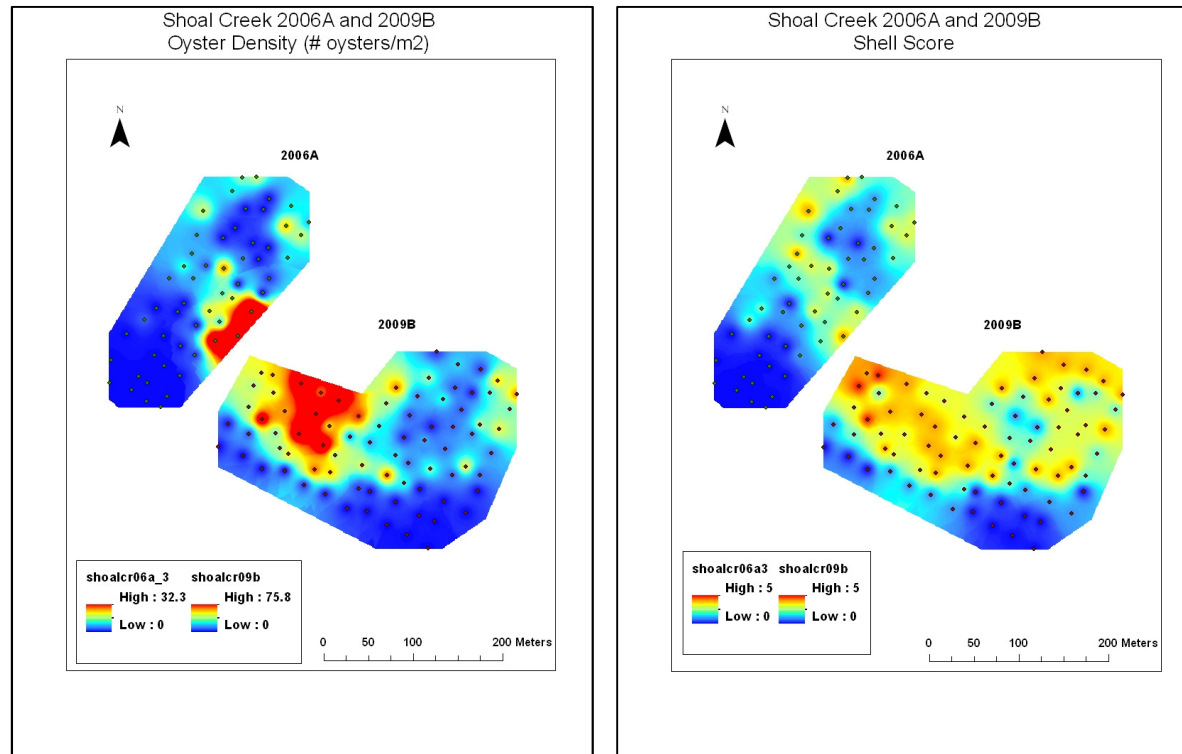 Shoal Creek 2006A and 2009B
Oyster Density (# oysters/m2)
N
2006A
2009B
shoalcr06a_3 shoalcr09b
High : 32.3 High : 75.8
Low : 0 Low : 0
0 50 100 200 Meters
Shoal Creek 2006A and 2009B
Shell Score
N
2006A
2009B
shoalcr06a3 shoalcr09b
High : 5 High : 5
Low : 0 Low : 0
0 50 100 200 Meters